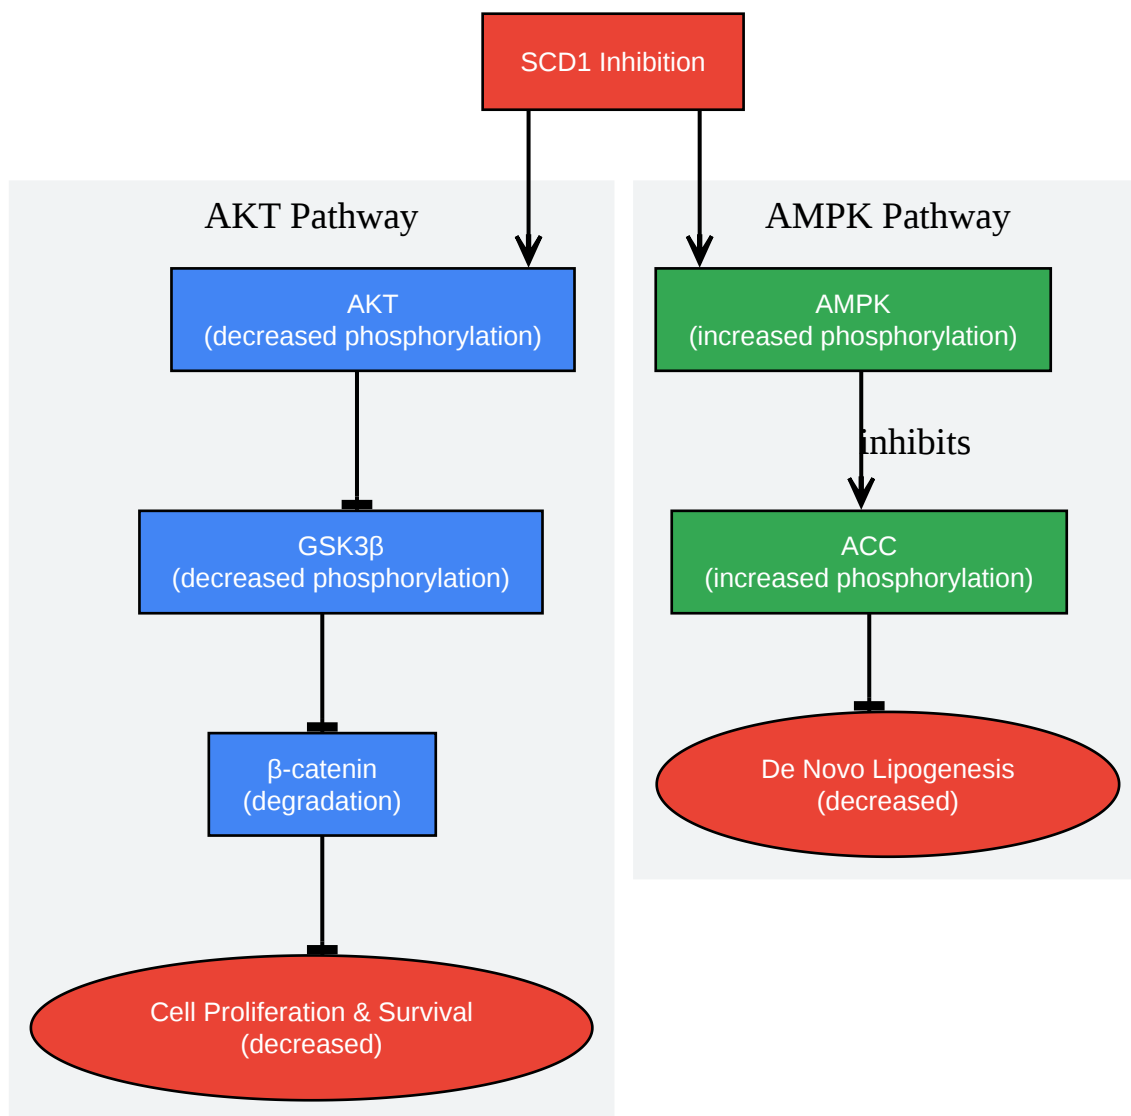 SCD1 Inhibition
AKT Pathway
AMPK Pathway
AKT
(decreased phosphorylation)
AMPK
(increased phosphorylation)
inhibits
GSK3β
(decreased phosphorylation)
ACC
(increased phosphorylation)
β-catenin
(degradation)
De Novo Lipogenesis
(decreased)
Cell Proliferation & Survival
(decreased)